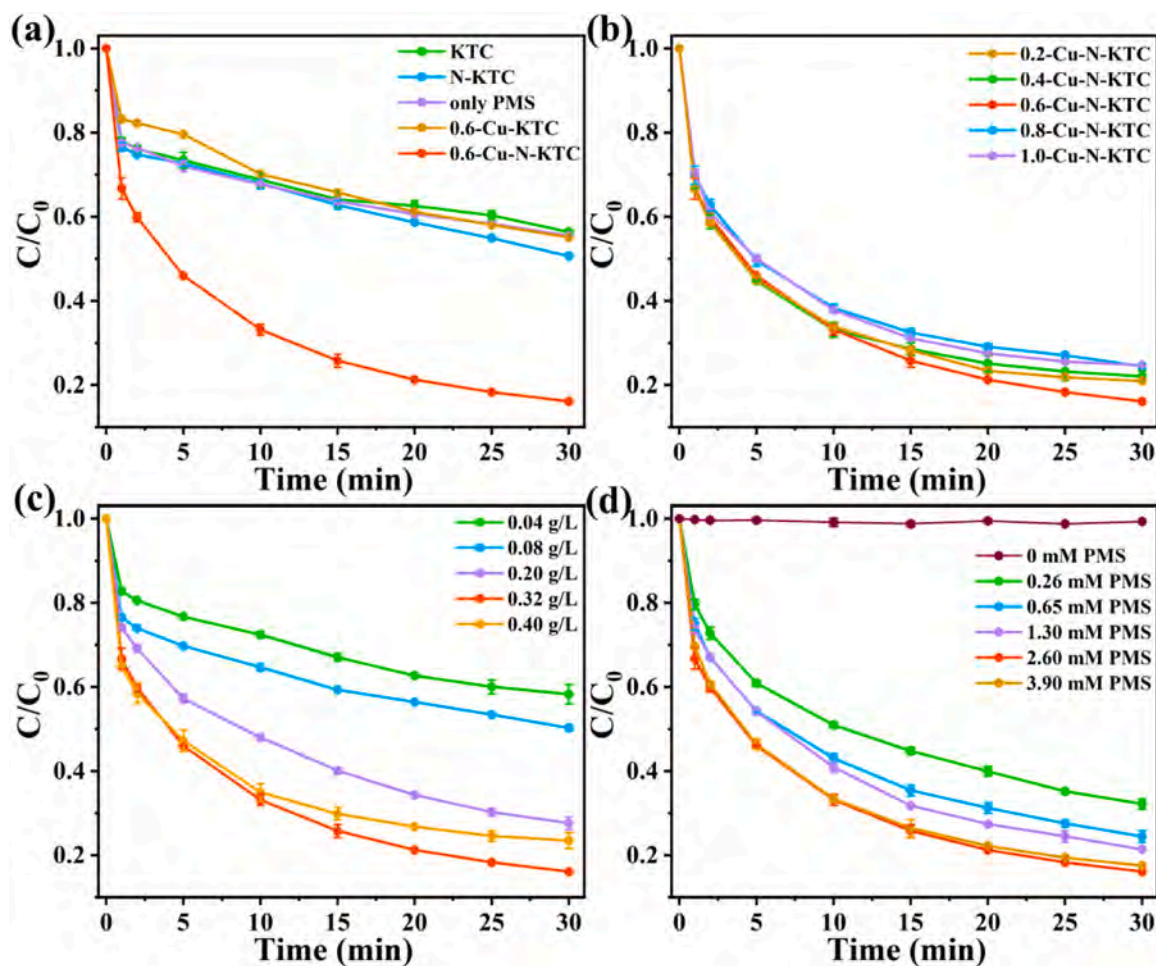 (a)
KTC
N-KTC
only PMS
0.6-Cu-KTC
0.6-Cu-N-KTC
1.0
0.8
0.6
0.4
0.2
C/C0
0 5 10 15 20 25 30
Time (min)
(b)
0.2-Cu-N-KTC
0.4-Cu-N-KTC
0.6-Cu-N-KTC
0.8-Cu-N-KTC
1.0-Cu-N-KTC
1.0
0.8
0.6
0.4
0.2
C/C0
0 5 10 15 20 25 30
Time (min)
(c)
0.04 g/L
0.08 g/L
0.20 g/L
0.32 g/L
0.40 g/L
1.0
0.8
0.6
0.4
0.2
C/C0
0 5 10 15 20 25 30
Time (min)
(d)
0 mM PMS
0.26 mM PMS
0.65 mM PMS
1.30 mM PMS
2.60 mM PMS
3.90 mM PMS
1.0
0.8
0.6
0.4
0.2
C/C0
0 5 10 15 20 25 30
Time (min)